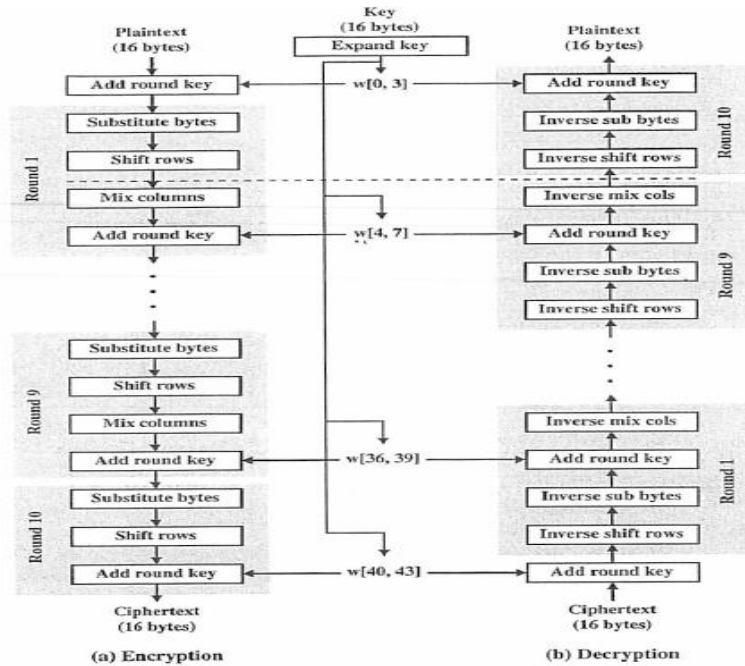 Plaintext
(16 bytes)
Add round key
Substitute bytes
Shift rows
Mix columns
Add round key
Round 1
Substitute bytes
Shift rows
Mix columns
Add round key
Round 9
Substitute bytes
Shift rows
Add round key
Round 10
Ciphertext
(16 bytes)
(a) Encryption
Key
(16 bytes)
Expand key
w[0, 3]
w[4, 7]
w[36, 39]
w[40, 43]
Plaintext
(16 bytes)
Add round key
Inverse sub bytes
Inverse shift rows
Round 10
Inverse mix cols
Add round key
Inverse sub bytes
Inverse shift rows
Round 9
Inverse mix cols
Add round key
Inverse sub bytes
Inverse shift rows
Round 1
Add round key
Ciphertext
(16 bytes)
(b) Decryption